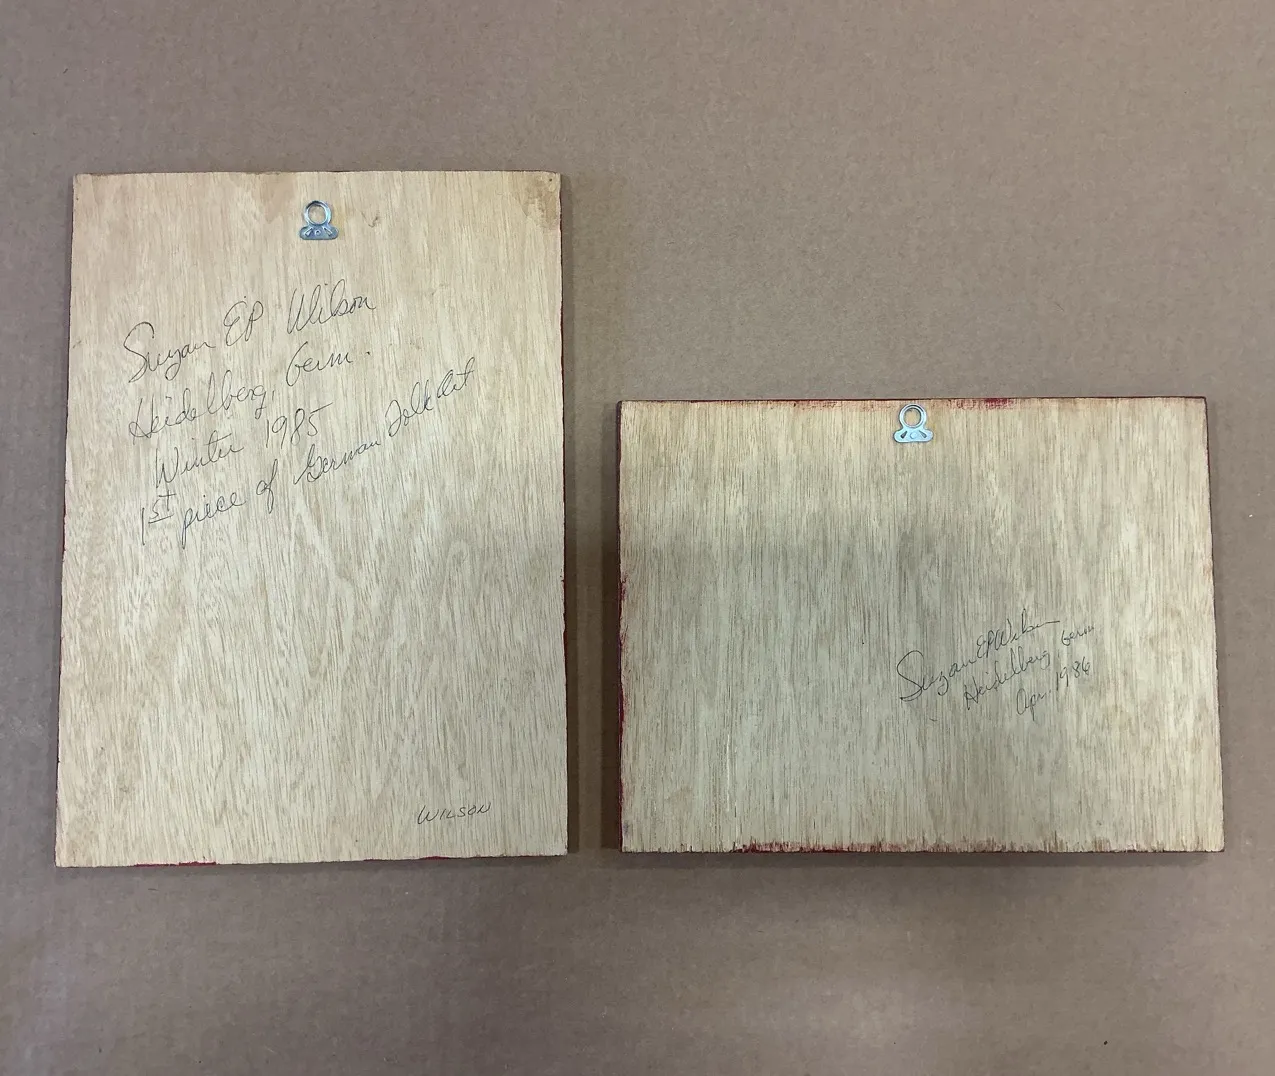 Suzan EP Wilson
Heidelberg, Germ.
Winter 1985
1st piece of German Folk Art
WILSON
Suzan EP Wilson
Heidelberg Germ
Apr. 1986